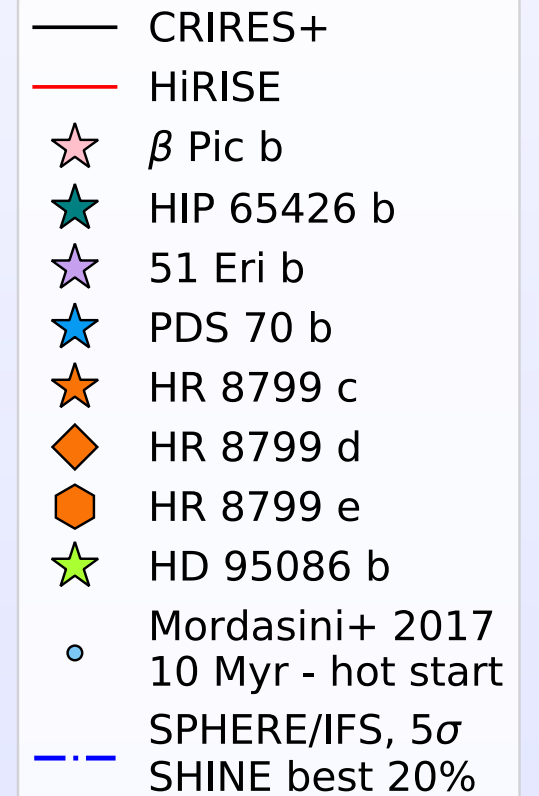 CRIRES+
HiRISE
β Pic b
HIP 65426 b
51 Eri b
PDS 70 b
HR 8799 c
HR 8799 d
HR 8799 e
HD 95086 b
Mordasini+ 2017
10 Myr - hot start
SPHERE/IFS, 5σ
SHINE best 20%